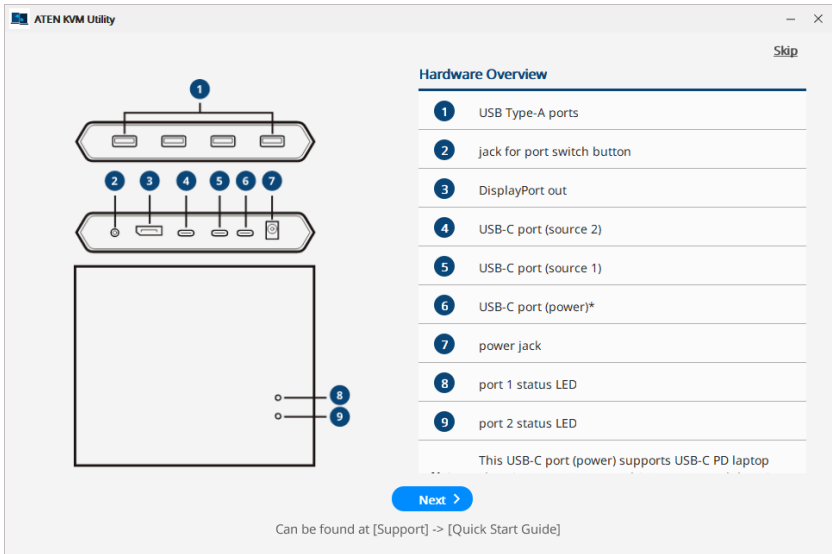 ATEN KVM Utility
Skip
Hardware Overview
1
2 3 4 5 6 7
8
9
1 USB Type-A ports
2 jack for port switch button
3 DisplayPort out
4 USB-C port (source 2)
5 USB-C port (source 1)
6 USB-C port (power)*
7 power jack
8 port 1 status LED
9 port 2 status LED
This USB-C port (power) supports USB-C PD laptop
Next
Can be found at [Support] -> [Quick Start Guide]